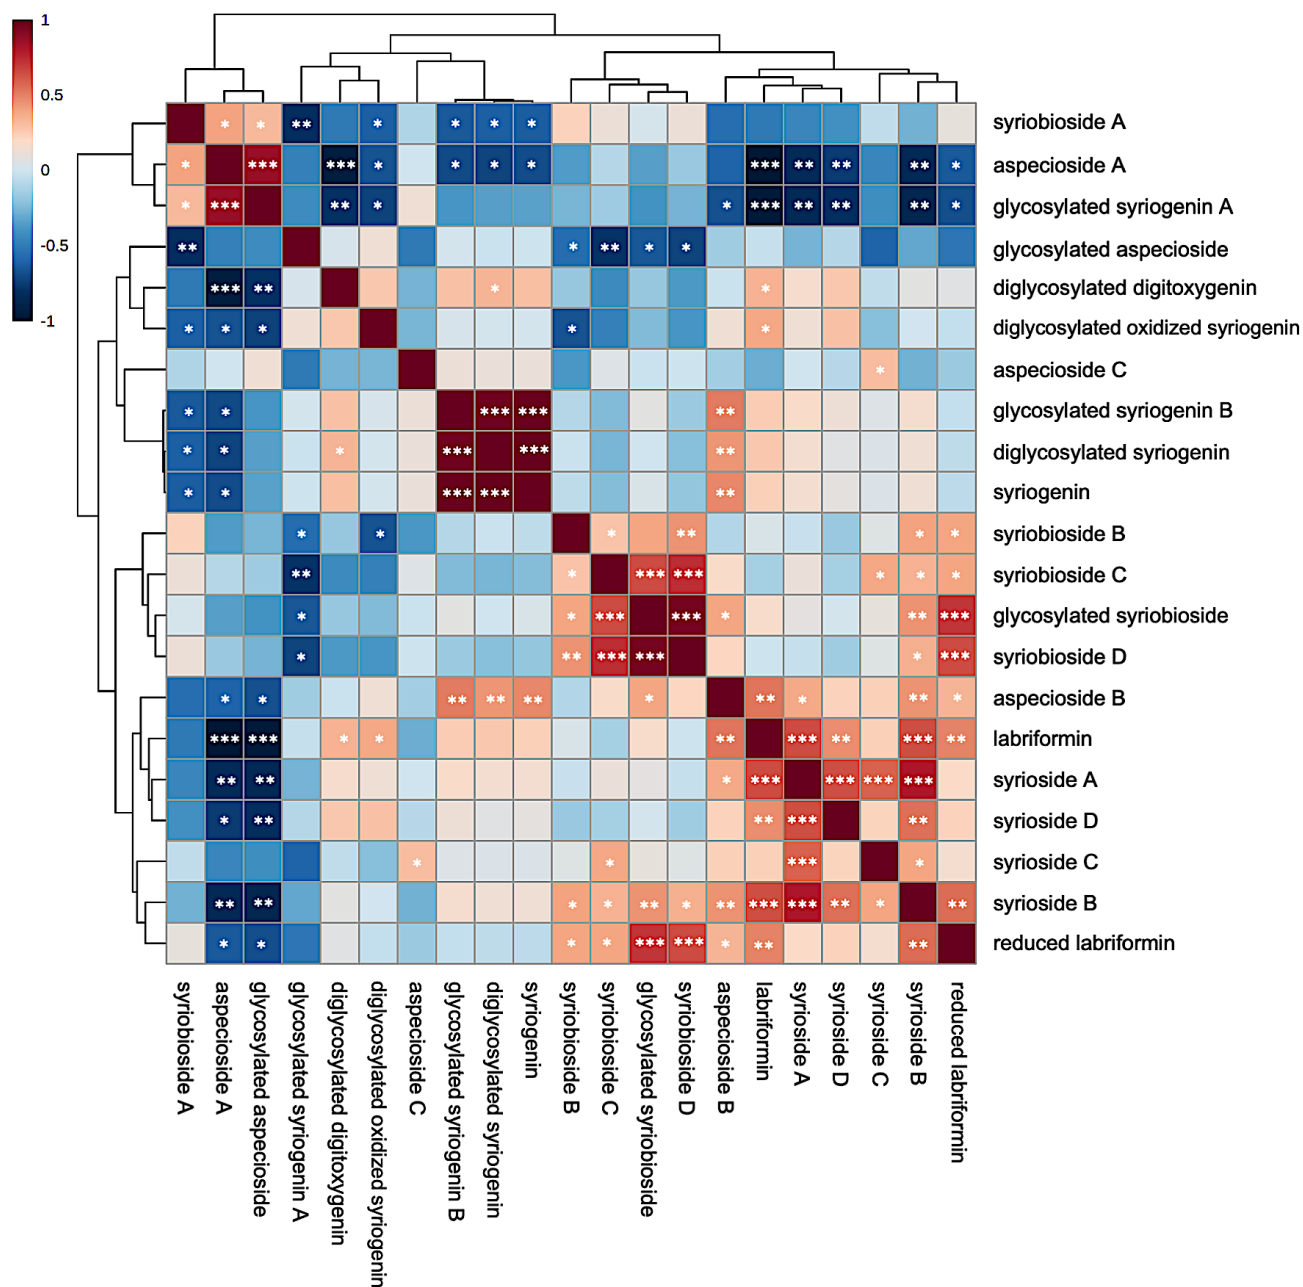 1
0.5
0
-0.5
-1
** * * * * * syriobioside A
* *** *** * * * * *** ** ** ** * aspecioside A
* *** ** * * *** ** ** ** * glycosylated syriogenin A
** * ** * * glycosylated aspecioside
*** ** * * diglycosylated digitoxygenin
* * * * * diglycosylated oxidized syriogenin
* aspecioside C
* * *** *** ** glycosylated syriogenin B
* * * *** *** ** diglycosylated syriogenin
* * *** *** ** syriogenin
* * * ** * * syriobioside B
** * *** *** * * * syriobioside C
* * *** *** * ** *** glycosylated syriobioside
* ** *** *** * *** syriobioside D
* * ** ** ** * ** * ** * aspecioside B
*** *** * * ** *** ** *** ** labriformin
** ** * *** *** *** *** syrioside A
* ** ** *** ** syrioside D
* * *** * syrioside C
** ** * * ** * ** *** *** ** * ** syrioside B
* * * * *** *** * ** ** reduced labriformin
syriobioside A
aspecioside A
glycosylated aspecioside
glycosylated syriogenin A
diglycosylated digitoxygenin
diglycosylated oxidized syriogenin
aspecioside C
glycosylated syriogenin B
diglycosylated syriogenin
syriogenin
syriobioside B
syriobioside C
glycosylated syriobioside
syriobioside D
aspecioside B
labriformin
syrioside A
syrioside D
syrioside C
syrioside B
reduced labriformin